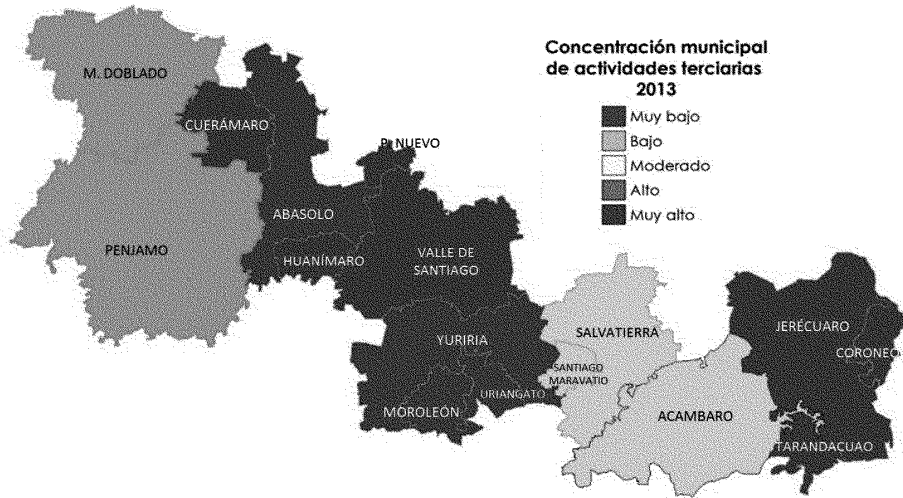 Concentración municipal
de actividades terciarias
2013
Muy bajo
Bajo
Moderado
Alto
Muy alto
M. DOBLADO
CUERÁMARO
P. NUEVO
ABASOLO
PENJAMO
HUANÍMARO
VALLE DE
SANTIAGO
SALVATIERRA
JERÉCUARO
YURIRIA
CORONEO
SANTIAGO
MARAVATIO
URIANGATO
MOROLEÓN
ACAMBARO
TARANDACUAO